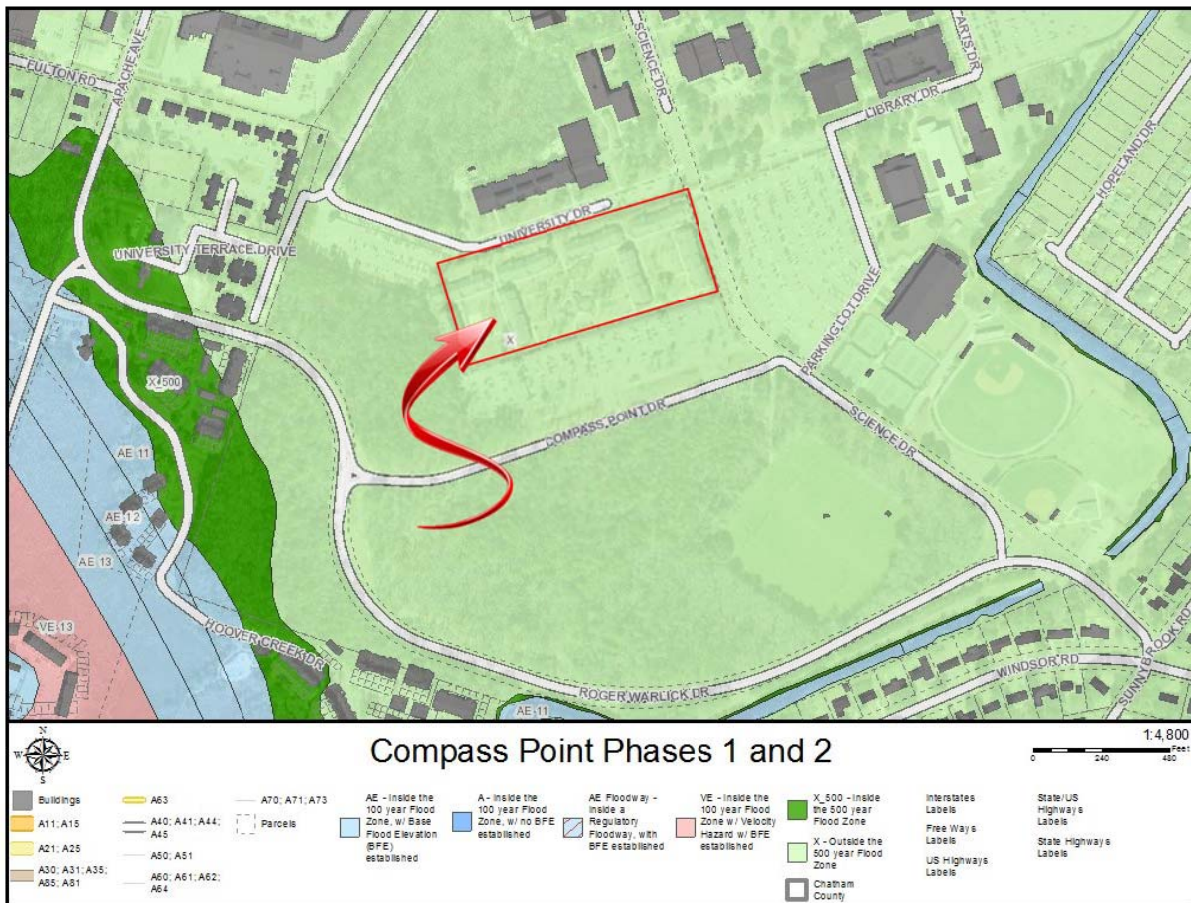 FULTON RD
APACHE AVE
SCIENCE DR
ARTS DR
LIBRARY DR
HOPELAND DR
UNIVERSITY DR
UNIVERSITY TERRACE DRIVE
PARKING LOT DRIVE
X
X_500
COMPASS POINT DR
SCIENCE DR
AE 11
AE 12
AE 13
VE 13
HOOVER CREEK DR
ROGER WARLICK DR
AE 11
WINDSOR RD
SUNNYBROOK RD
N
W E
S
Compass Point Phases 1 and 2
1:4,800
Feet
0 240 480
Buildings
A11; A15
A21; A25
A30; A31; A35;
A85; A81
A63
A40; A41; A44;
A45
A50; A51
A60; A61; A62;
A64
A70; A71; A73
Parcels
AE - Inside the
100 year Flood
Zone, w/ Base
Flood Elevation
(BFE)
established
A - Inside the
100 year Flood
Zone, w/ no BFE
established
AE Floodway -
Inside a
Regulatory
Floodway, with
BFE established
VE - Inside the
100 year Flood
Zone w/ Velocity
Hazard w/ BFE
established
X_500 - Inside
the 500 year
Flood Zone
X - Outside the
500 year Flood
Zone
Chatham
County
Interstates
Labels
Free Ways
Labels
US Highways
Labels
State/US
Highways
Labels
State Highways
Labels